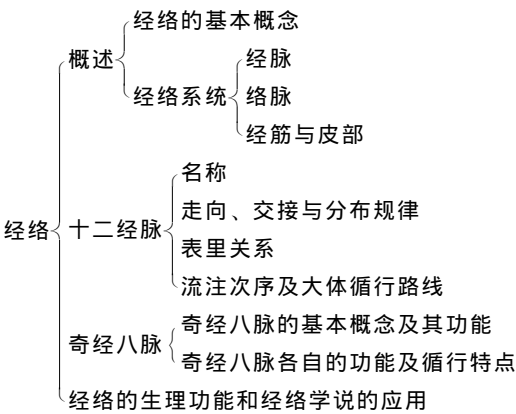 经络的基本概念
概述
经脉
经络系统
络脉
经筋与皮部
名称
走向、交接与分布规律
经络
十二经脉
表里关系
流注次序及大体循行路线
奇经八脉的基本概念及其功能
奇经八脉
奇经八脉各自的功能及循行特点
经络的生理功能和经络学说的应用